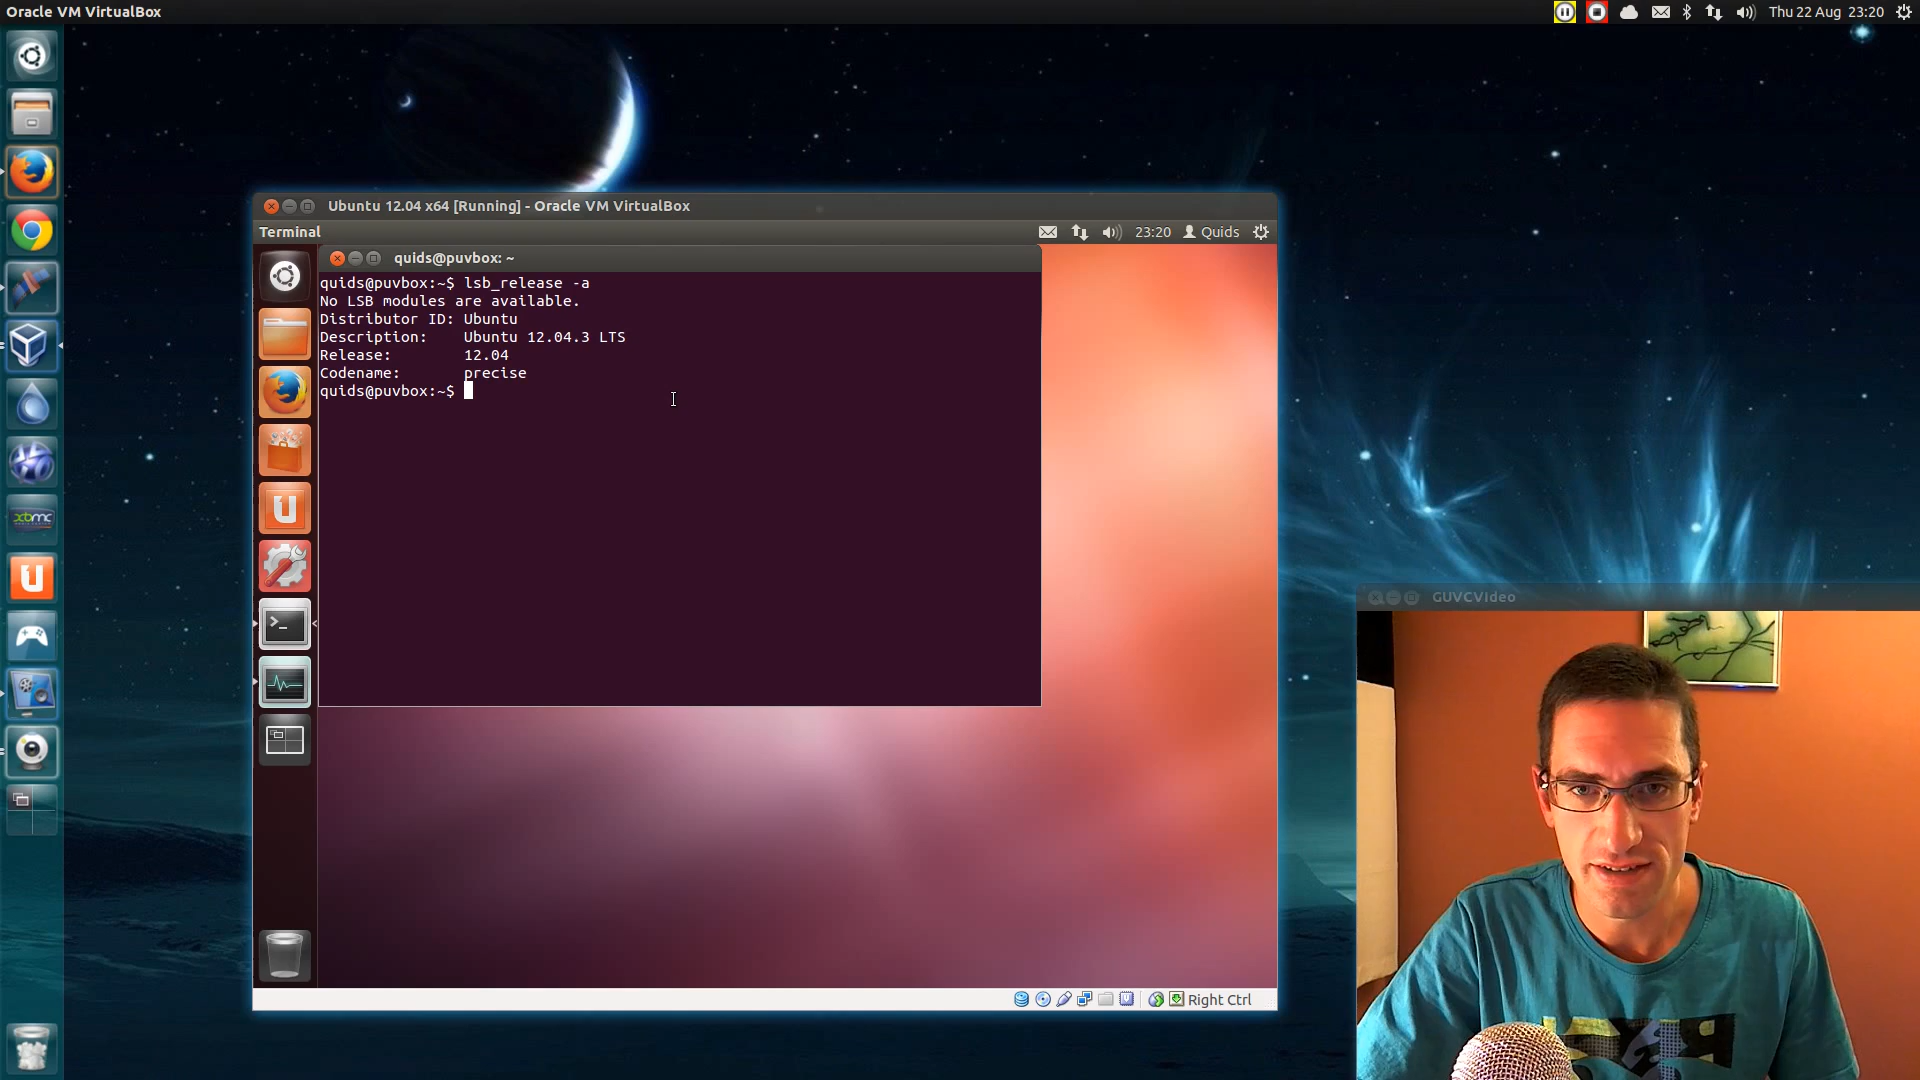 Oracle VM VirtualBox
Thu 22 Aug 23:20
Ubuntu 12.04 x64 [Running] - Oracle VM VirtualBox
Terminal
23:20 Quids
quids@puvbox: ~
quids@puvbox:~$ lsb_release -a
No LSB modules are available.
Distributor ID: Ubuntu
Description: Ubuntu 12.04.3 LTS
Release: 12.04
Codename: precise
quids@puvbox:~$
xbmc
GUVCVideo
Right Ctrl